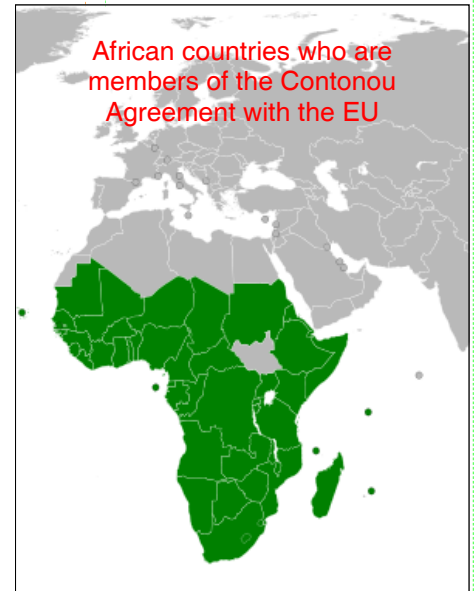 African countries who are
members of the Contonou
Agreement with the EU